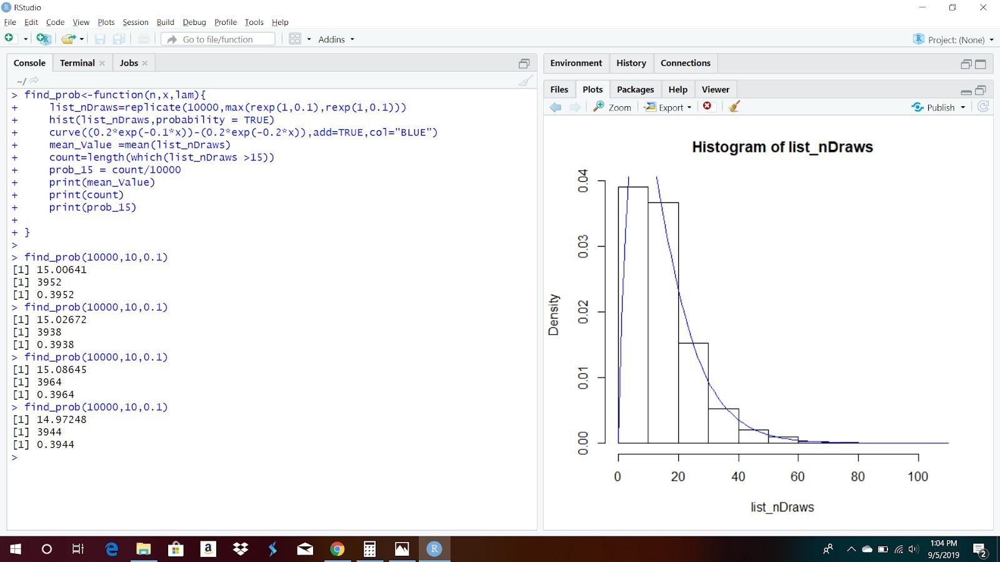 RStudio
File Edit Code View Plots Session Build Debug Profile Tools Help
Go to file/function
Addins
Project: (None)
Console Terminal Jobs
~/
> find_prob<-function(n,x,lam){
+     list_nDraws=replicate(10000,max(rexp(1,0.1),rexp(1,0.1)))
+     hist(list_nDraws,probability = TRUE)
+     curve((0.2*exp(-0.1*x))-(0.2*exp(-0.2*x)),add=TRUE,col="BLUE")
+     mean_Value =mean(list_nDraws)
+     count=length(which(list_nDraws >15))
+     prob_15 = count/10000
+     print(mean_Value)
+     print(count)
+     print(prob_15)
+
+ }
>
> find_prob(10000,10,0.1)
[1] 15.00641
[1] 3952
[1] 0.3952
> find_prob(10000,10,0.1)
[1] 15.02672
[1] 3938
[1] 0.3938
> find_prob(10000,10,0.1)
[1] 15.08645
[1] 3964
[1] 0.3964
> find_prob(10000,10,0.1)
[1] 14.97248
[1] 3944
[1] 0.3944
>
Environment History Connections
Files Plots Packages Help Viewer
Zoom Export Publish
Histogram of list_nDraws
Density
0.04
0.03
0.02
0.01
0.00
0 20 40 60 80 100
list_nDraws
1:04 PM
9/5/2019
2